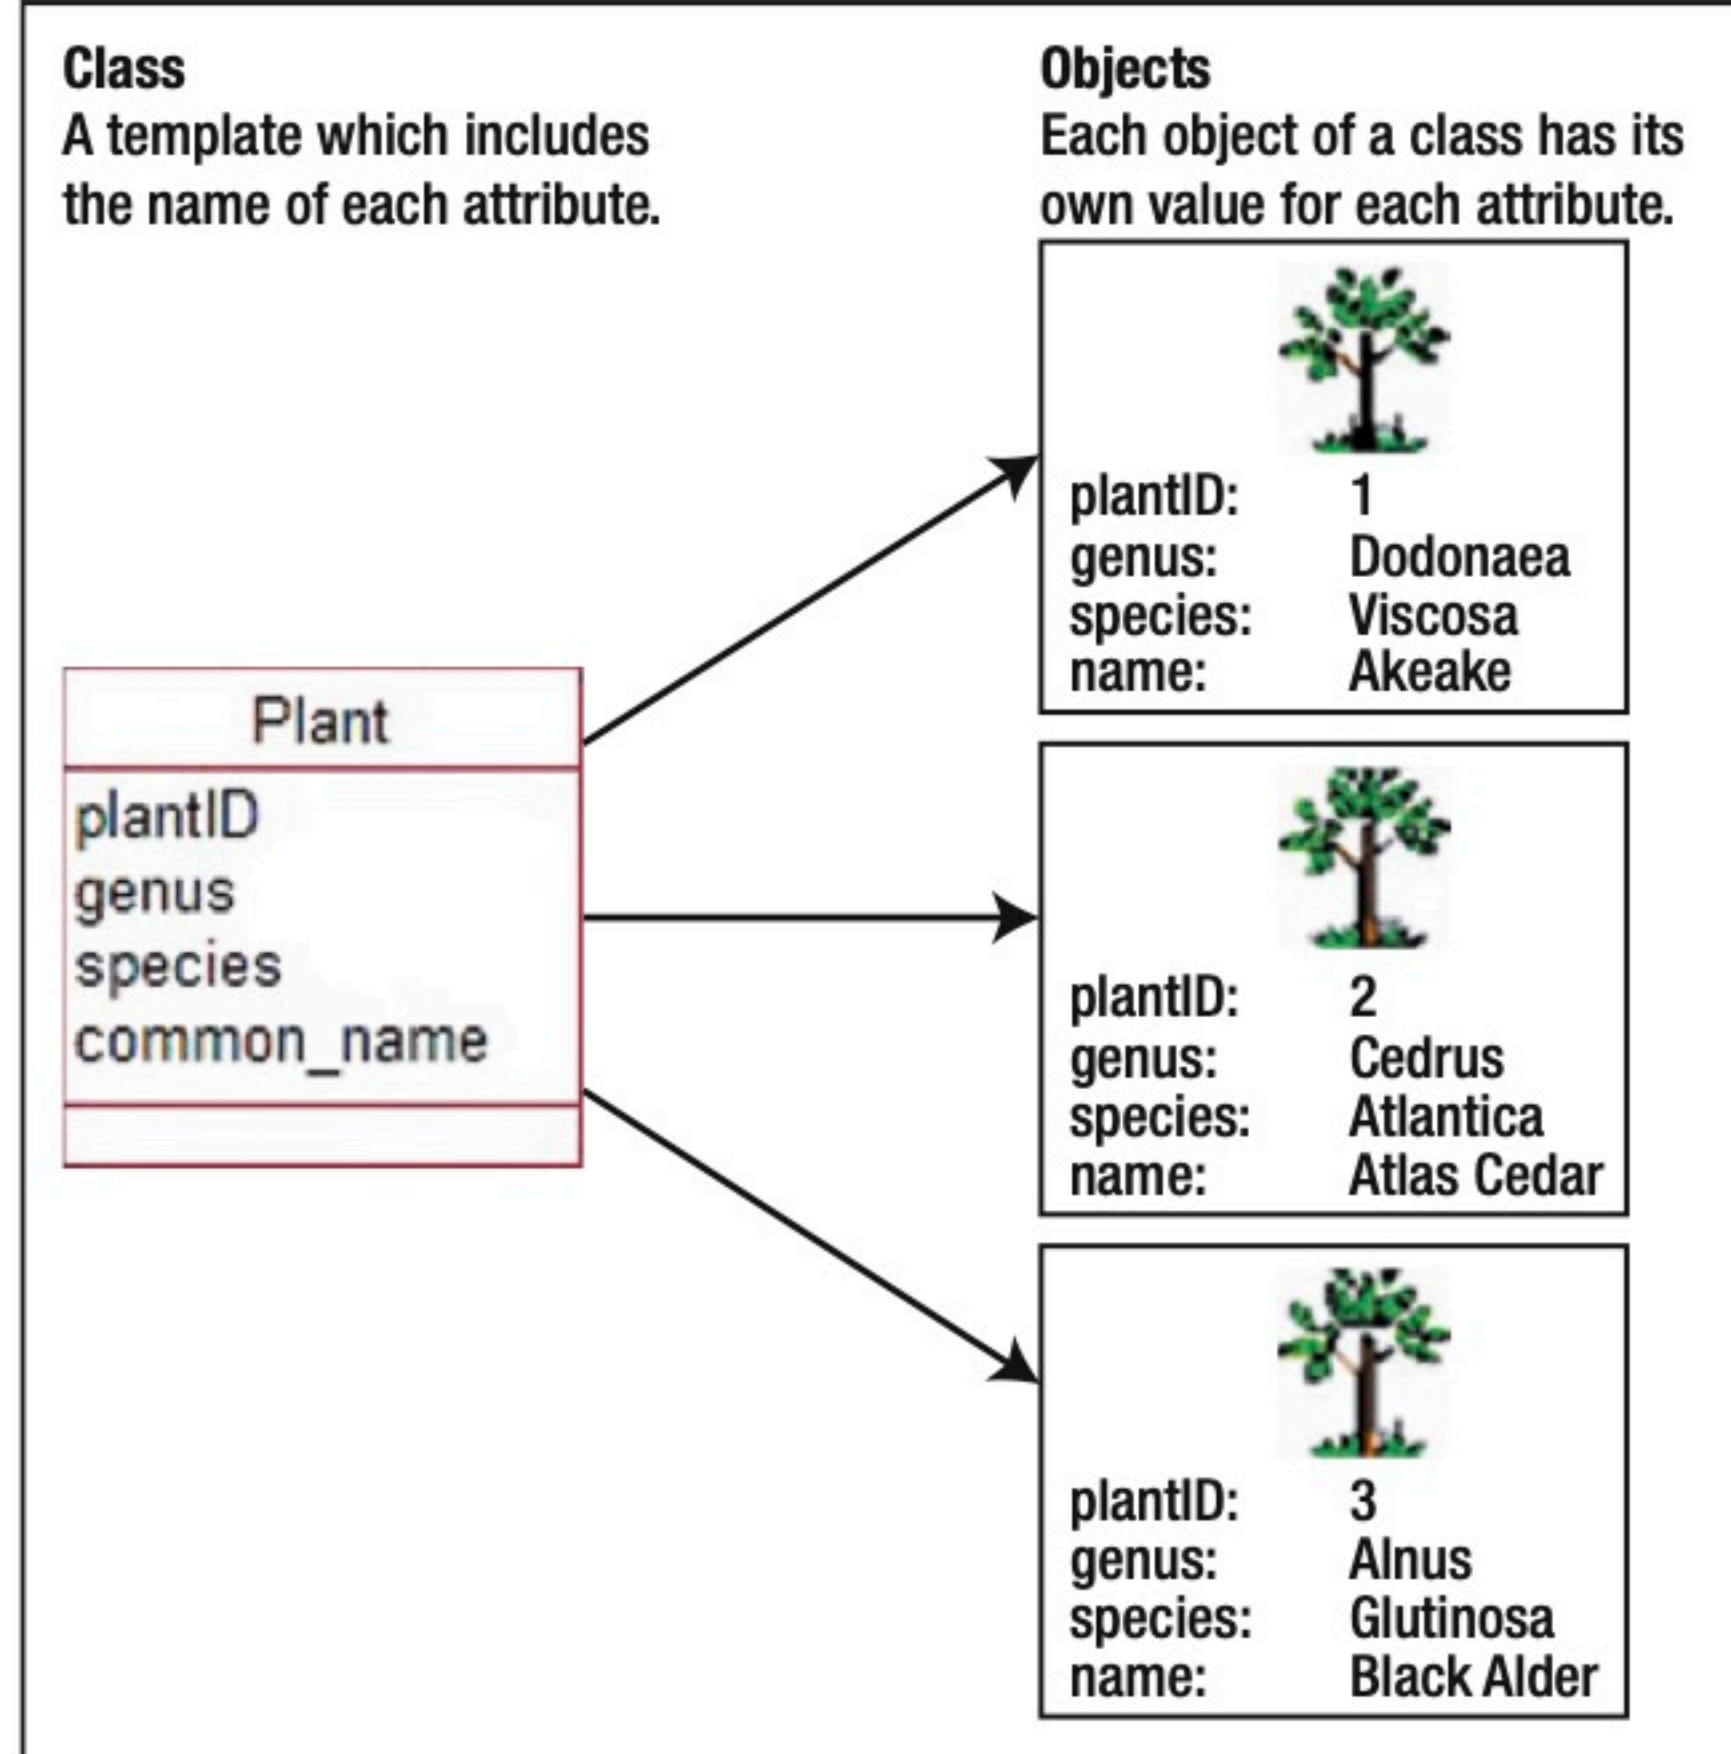 Class
A template which includes
the name of each attribute.
Plant
plantID
genus
species
common_name
Objects
Each object of a class has its
own value for each attribute.
plantID: 1
genus: Dodonaea
species: Viscosa
name: Akeake
plantID: 2
genus: Cedrus
species: Atlantica
name: Atlas Cedar
plantID: 3
genus: Alnus
species: Glutinosa
name: Black Alder